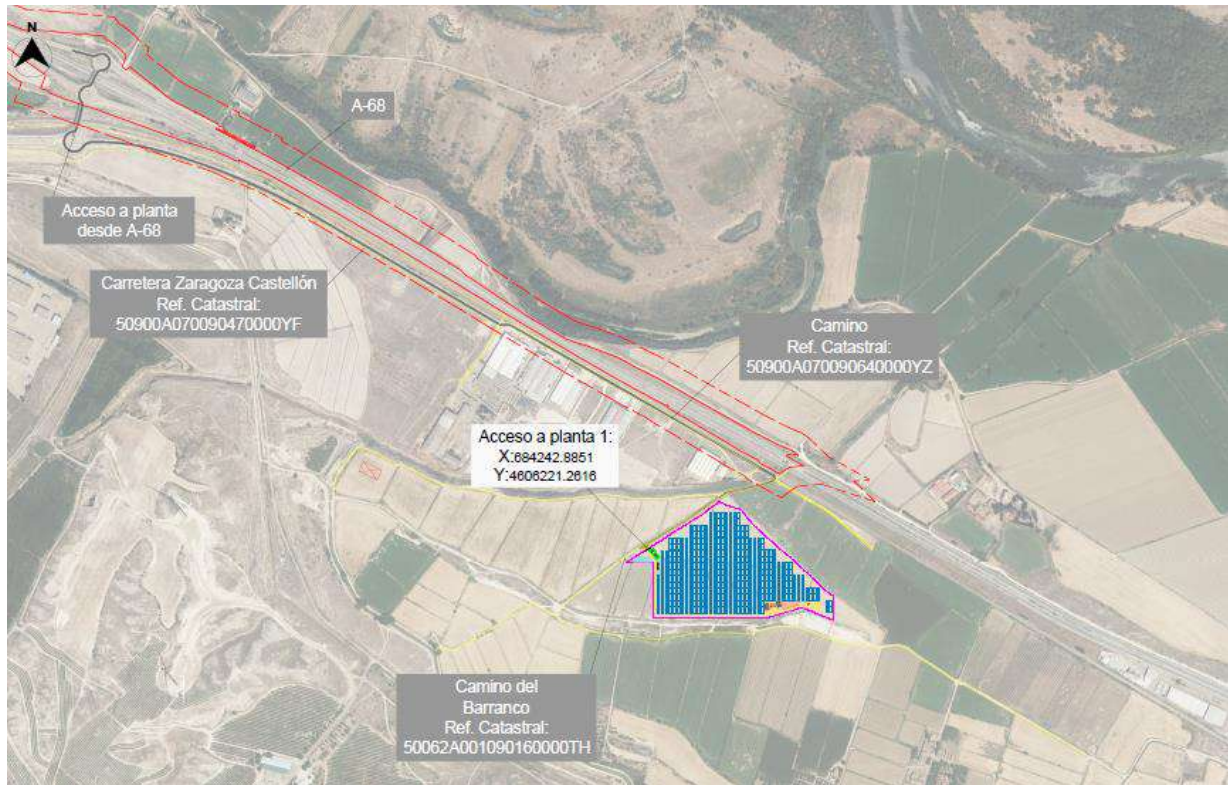 N
A-68
Acceso a planta
desde A-68
Carretera Zaragoza Castellón
Ref. Catastral:
50900A070090470000YF
Camino
Ref. Catastral:
50900A070090640000YZ
Acceso a planta 1:
X:684242.8851
Y:4606221.2616
Camino del
Barranco
Ref. Catastral:
50062A001090160000TH